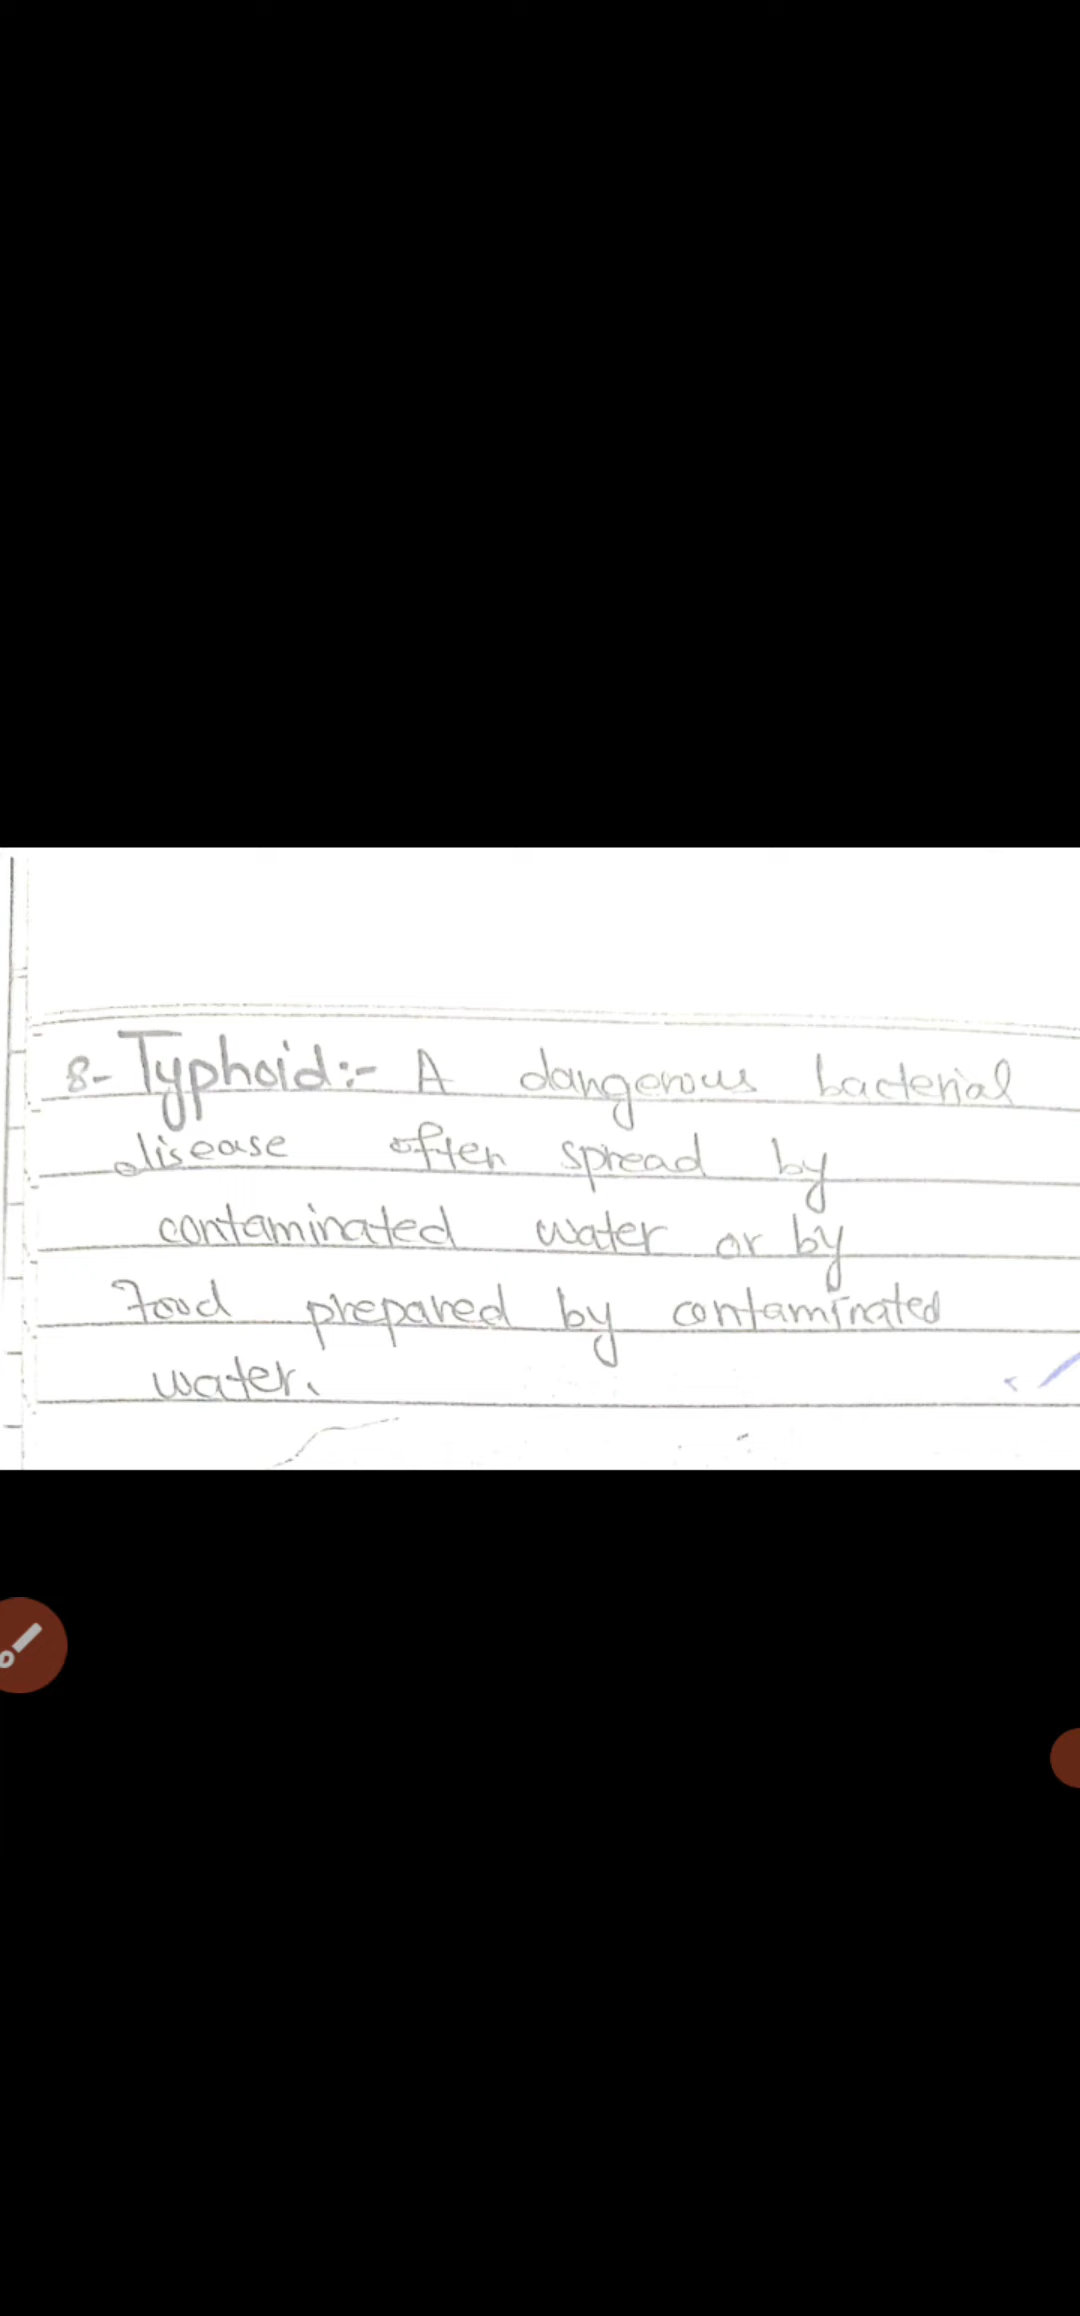 8- Typhoid:- A dangerous bacterial
disease often spread by
contaminated water or by
Food prepared by contaminated
water.